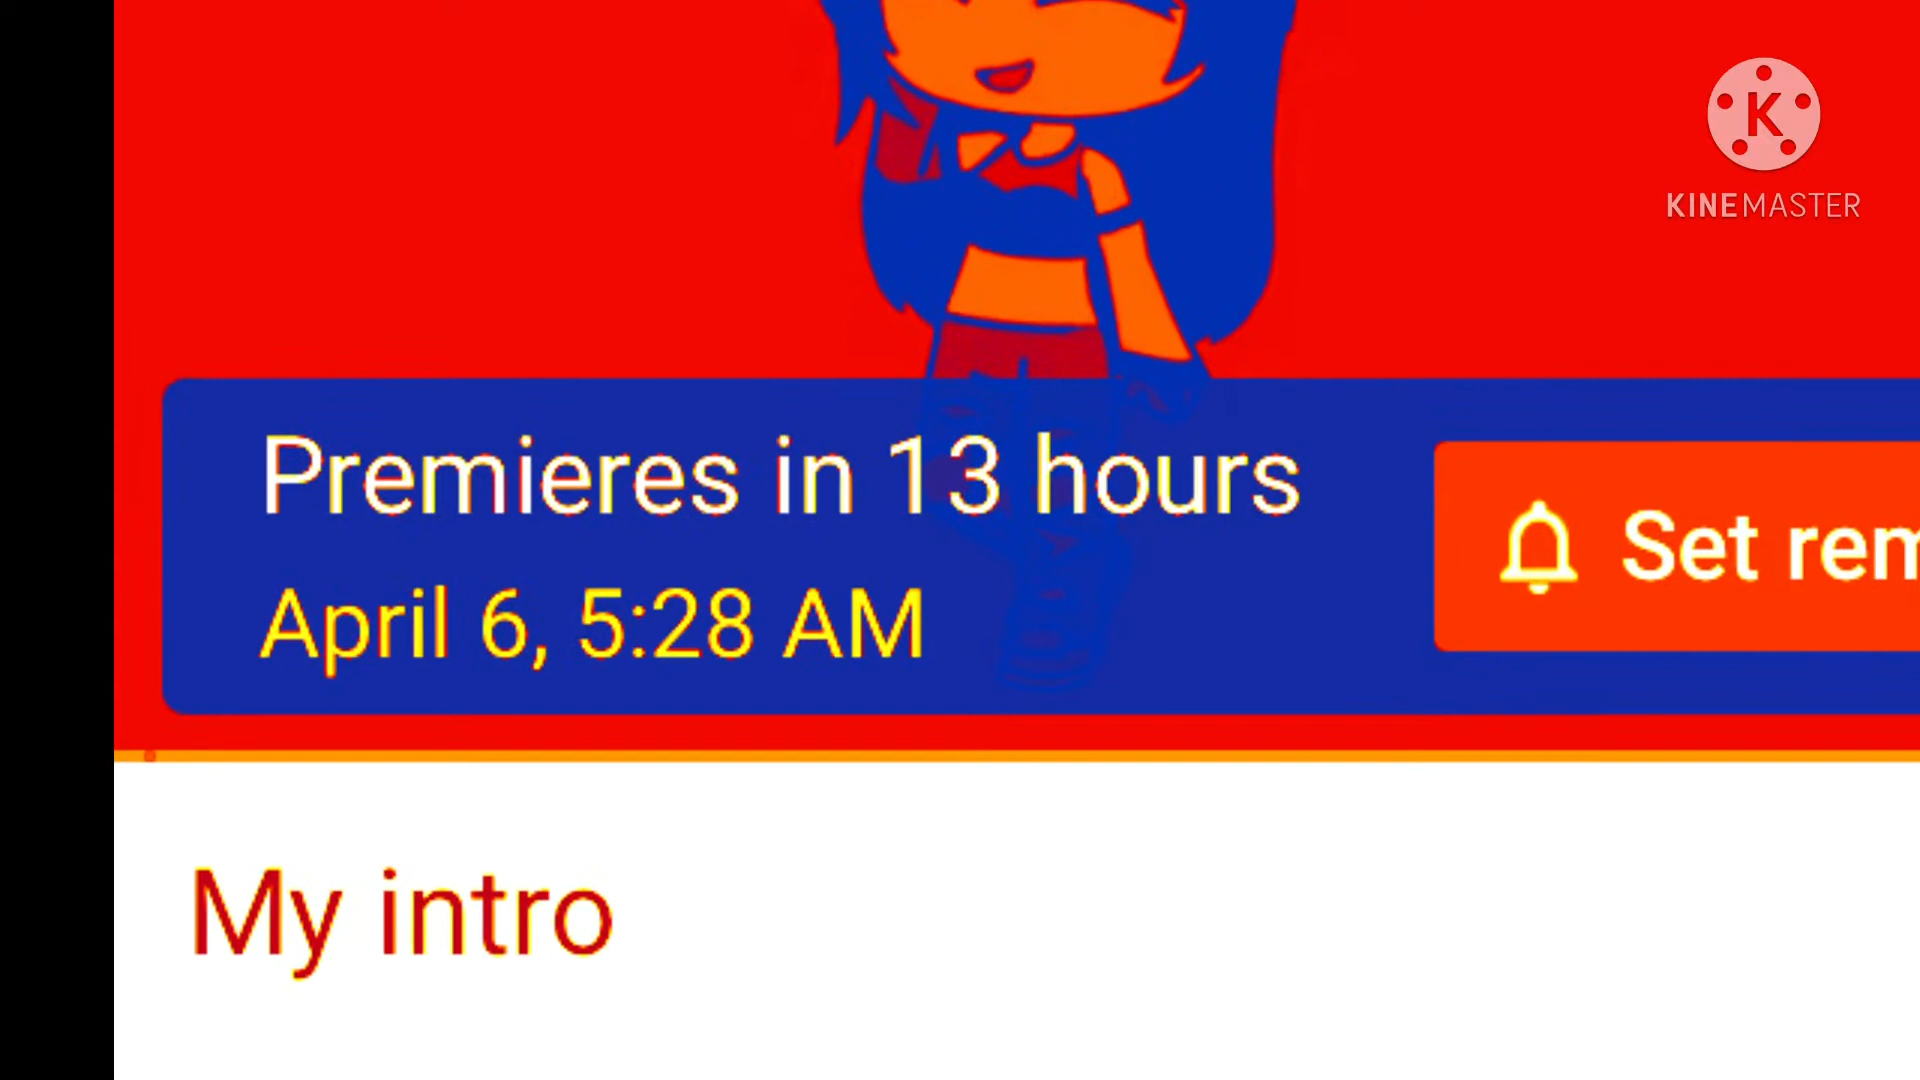 K
KINEMASTER
Premieres in 13 hours
April 6, 5:28 AM
Set rem
My intro